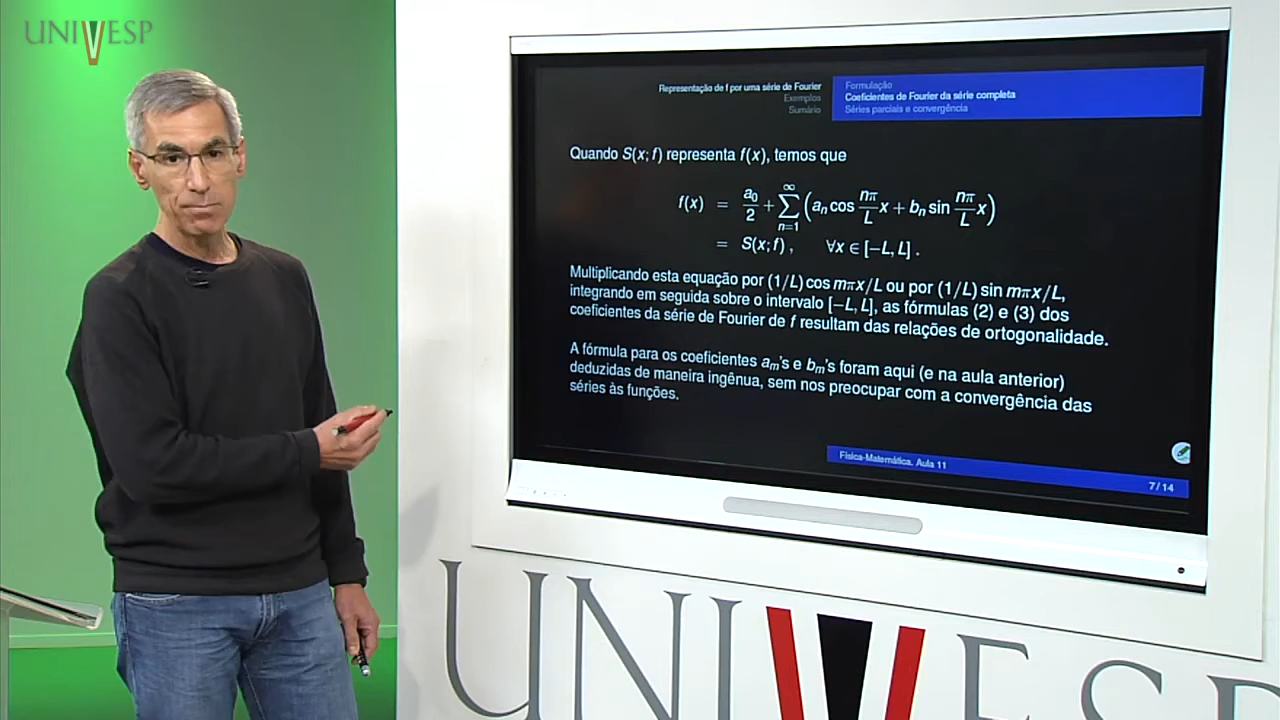 UNIVESP
Representação de f por uma série de Fourier
Exemplos
Sumário
Formulação
Coeficientes de Fourier da série completa
Séries parciais e convergência
Quando S(x; f) representa f(x), temos que
f(x) = a₀/2 + ∑_{n=1}^{∞} (aₙ cos nπ/L x + bₙ sin nπ/L x)
= S(x; f) , ∀x ∈ [−L, L] .
Multiplicando esta equação por (1/L) cos mπx/L ou por (1/L) sin mπx/L,
integrando em seguida sobre o intervalo [−L, L], as fórmulas (2) e (3) dos
coeficientes da série de Fourier de f resultam das relações de ortogonalidade.
A fórmula para os coeficientes aₘ's e bₘ's foram aqui (e na aula anterior)
deduzidas de maneira ingênua, sem nos preocupar com a convergência das
séries às funções.
Física-Matemática. Aula 11
7 / 14
UNIVESP